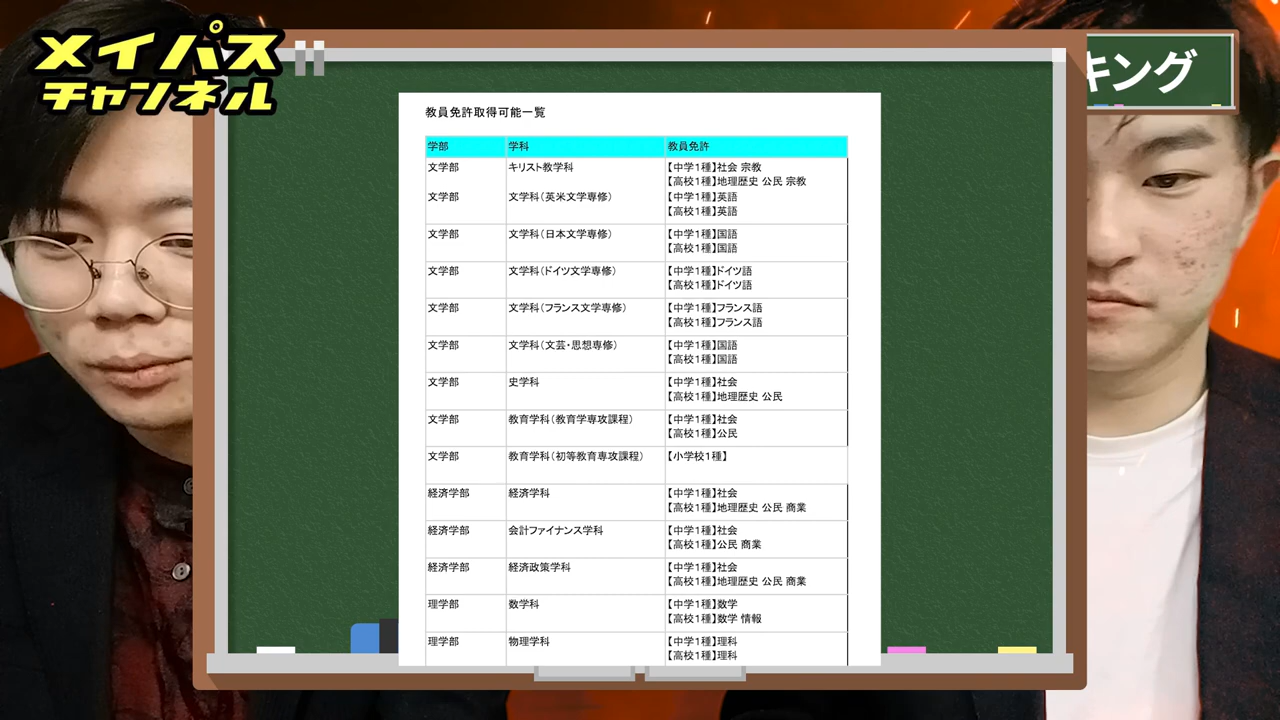 メイパス
チャンネル
キング
教員免許取得可能一覧
学部 学科 教員免許
文学部 キリスト教学科 【中学1種】社会 宗教
【高校1種】地理歴史 公民 宗教
文学部 文学科(英米文学専修) 【中学1種】英語
【高校1種】英語
文学部 文学科(日本文学専修) 【中学1種】国語
【高校1種】国語
文学部 文学科(ドイツ文学専修) 【中学1種】ドイツ語
【高校1種】ドイツ語
文学部 文学科(フランス文学専修) 【中学1種】フランス語
【高校1種】フランス語
文学部 文学科(文芸・思想専修) 【中学1種】国語
【高校1種】国語
文学部 史学科 【中学1種】社会
【高校1種】地理歴史 公民
文学部 教育学科(教育学専攻課程) 【中学1種】社会
【高校1種】公民
文学部 教育学科(初等教育専攻課程) 【小学校1種】
経済学部 経済学科 【中学1種】社会
【高校1種】地理歴史 公民 商業
経済学部 会計ファイナンス学科 【中学1種】社会
【高校1種】公民 商業
経済学部 経済政策学科 【中学1種】社会
【高校1種】地理歴史 公民 商業
理学部 数学科 【中学1種】数学
【高校1種】数学 情報
理学部 物理学科 【中学1種】理科
【高校1種】理科